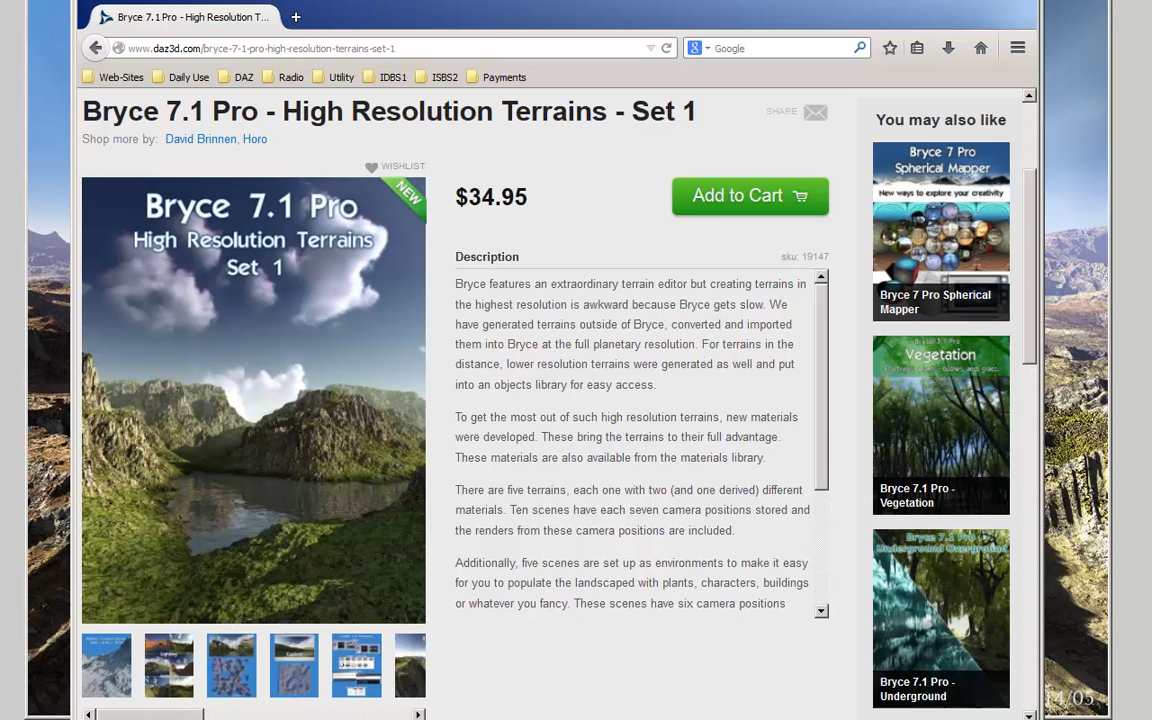 Bryce 7.1 Pro - High Resolution T...
www.daz3d.com/bryce-7-1-pro-high-resolution-terrains-set-1
Google
Web-Sites Daily Use DAZ Radio Utility IDBS1 ISBS2 Payments
Bryce 7.1 Pro - High Resolution Terrains - Set 1
SHARE
Shop more by: David Brinnen, Horo
WISHLIST
NEW
Bryce 7.1 Pro
High Resolution Terrains
Set 1
$34.95
Add to Cart
Description
sku: 19147
Bryce features an extraordinary terrain editor but creating terrains in
the highest resolution is awkward because Bryce gets slow. We
have generated terrains outside of Bryce, converted and imported
them into Bryce at the full planetary resolution. For terrains in the
distance, lower resolution terrains were generated as well and put
into an objects library for easy access.
To get the most out of such high resolution terrains, new materials
were developed. These bring the terrains to their full advantage.
These materials are also available from the materials library.
There are five terrains, each one with two (and one derived) different
materials. Ten scenes have each seven camera positions stored and
the renders from these camera positions are included.
Additionally, five scenes are set up as environments to make it easy
for you to populate the landscaped with plants, characters, buildings
or whatever you fancy. These scenes have six camera positions
You may also like
Bryce 7 Pro
Spherical Mapper
New ways to explore your creativity
Bryce 7 Pro Spherical
Mapper
Bryce 7.1 Pro
Vegetation
Bryce 7.1 Pro -
Vegetation
Bryce 7.1 Pro -
Underground Overground
Bryce 7.1 Pro -
Underground
14/05